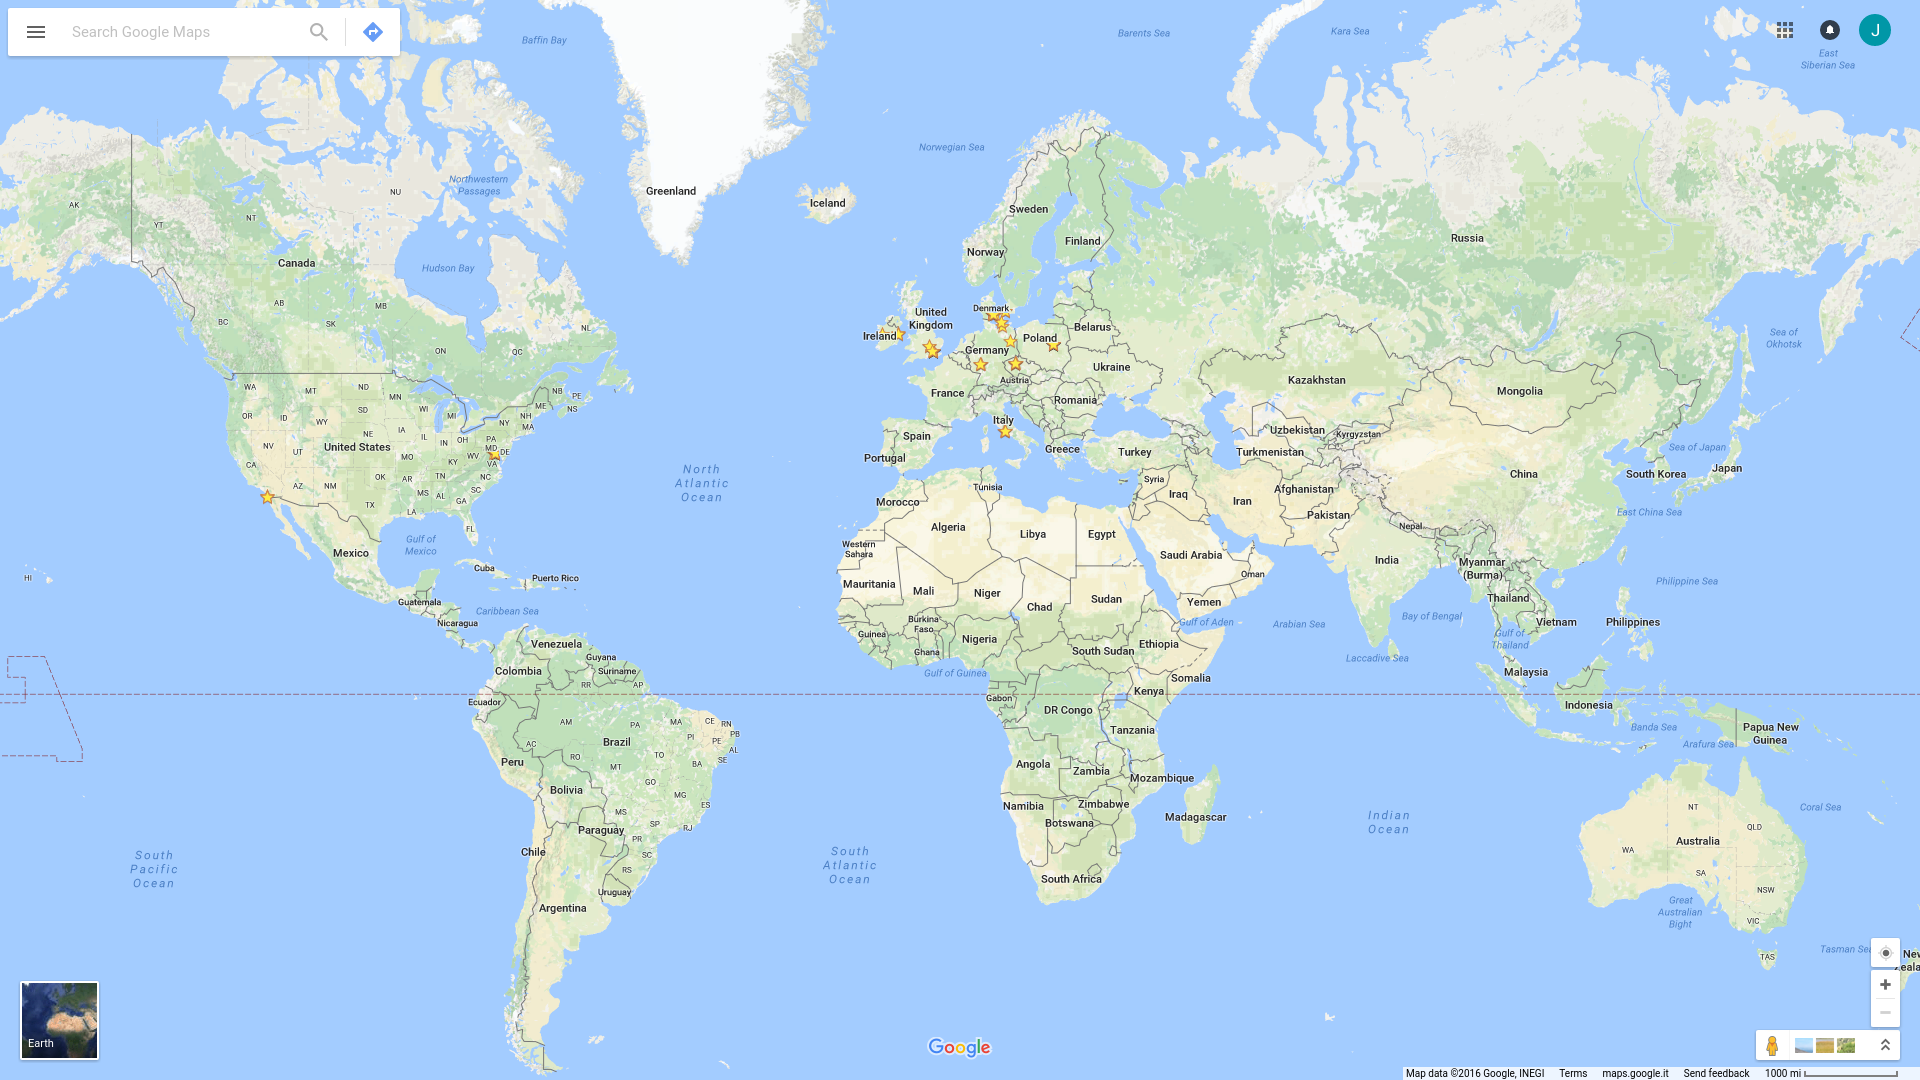 Search Google Maps
J
Baffin Bay
Barents Sea
Kara Sea
East
Siberian Sea
Norwegian Sea
Northwestern
Passages
Greenland
Iceland
AK
YT
NT
NU
Sweden
Finland
Norway
Russia
Canada
Hudson Bay
BC
AB
SK
MB
ON
QC
NL
United
Kingdom
Ireland
Denmark
Poland
Belarus
Germany
Ukraine
Austria
France
Romania
Italy
Spain
Portugal
Greece
Turkey
Kazakhstan
Mongolia
Sea of
Okhotsk
Uzbekistan
Kyrgyzstan
Turkmenistan
China
South Korea
Japan
Sea of Japan
East China Sea
WA
MT
ND
MN
OR
ID
WY
SD
WI
MI
NY
ME
NB
PE
NS
NH
MA
NV
UT
NE
IA
IL
IN
OH
PA
MD
DE
United States
CA
MO
KY
WV
VA
AZ
NM
OK
AR
TN
NC
MS
AL
SC
GA
TX
LA
FL
HI
North
Atlantic
Ocean
Mexico
Gulf of
Mexico
Cuba
Puerto Rico
Guatemala
Caribbean Sea
Nicaragua
Tunisia
Morocco
Algeria
Libya
Egypt
Western
Sahara
Mauritania
Mali
Niger
Chad
Sudan
Syria
Iraq
Iran
Afghanistan
Pakistan
Nepal
Saudi Arabia
Oman
Yemen
India
Myanmar
(Burma)
Thailand
Vietnam
Philippines
Philippine Sea
Gulf of Aden
Arabian Sea
Bay of Bengal
Gulf of
Thailand
Laccadive Sea
Burkina
Faso
Guinea
Ghana
Nigeria
South Sudan
Ethiopia
Somalia
Gulf of Guinea
Gabon
DR Congo
Kenya
Tanzania
Malaysia
Indonesia
Banda Sea
Arafura Sea
Papua New
Guinea
Venezuela
Guyana
Colombia
Suriname
Ecuador
RR
AP
AM
PA
MA
CE
RN
PB
PI
PE
AL
SE
AC
RO
TO
BA
MT
GO
MG
ES
MS
SP
RJ
PR
SC
RS
Brazil
Peru
Bolivia
Paraguay
Chile
Uruguay
Argentina
Angola
Zambia
Mozambique
Namibia
Zimbabwe
Botswana
Madagascar
South Africa
South
Pacific
Ocean
South
Atlantic
Ocean
Indian
Ocean
Coral Sea
NT
QLD
Australia
WA
SA
NSW
VIC
TAS
Great
Australian
Bight
Tasman Sea
Earth
Google
Map data ©2016 Google, INEGI Terms maps.google.it Send feedback 1000 mi